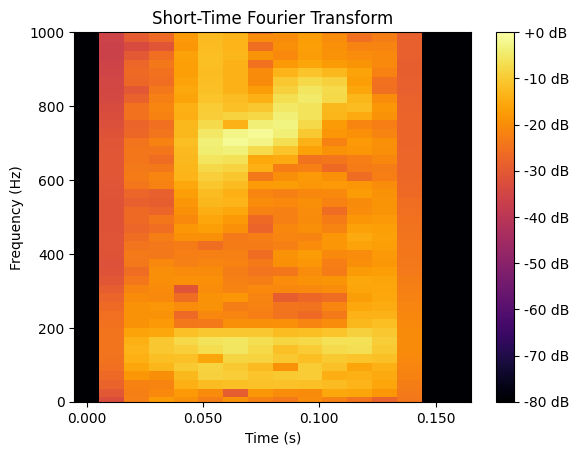 Short-Time Fourier Transform
1000
800
600
400
200
0
Frequency (Hz)
0.000
0.050
0.100
0.150
Time (s)
+0 dB
-10 dB
-20 dB
-30 dB
-40 dB
-50 dB
-60 dB
-70 dB
-80 dB